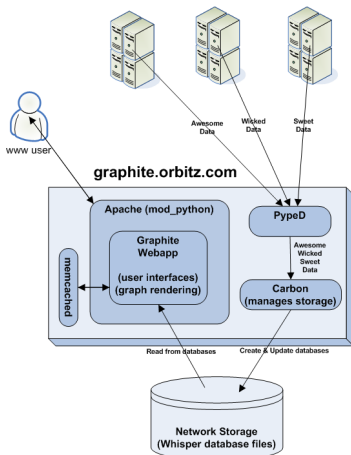 Awesome
Data
Wicked
Data
Sweet
Data
www user
graphite.orbitz.com
Apache (mod_python)
Graphite
Webapp
(user interfaces)
(graph rendering)
memcached
PypeD
Awesome
Wicked
Sweet
Data
Carbon
(manages storage)
Read from databases
Create & Update databases
Network Storage
(Whisper database files)